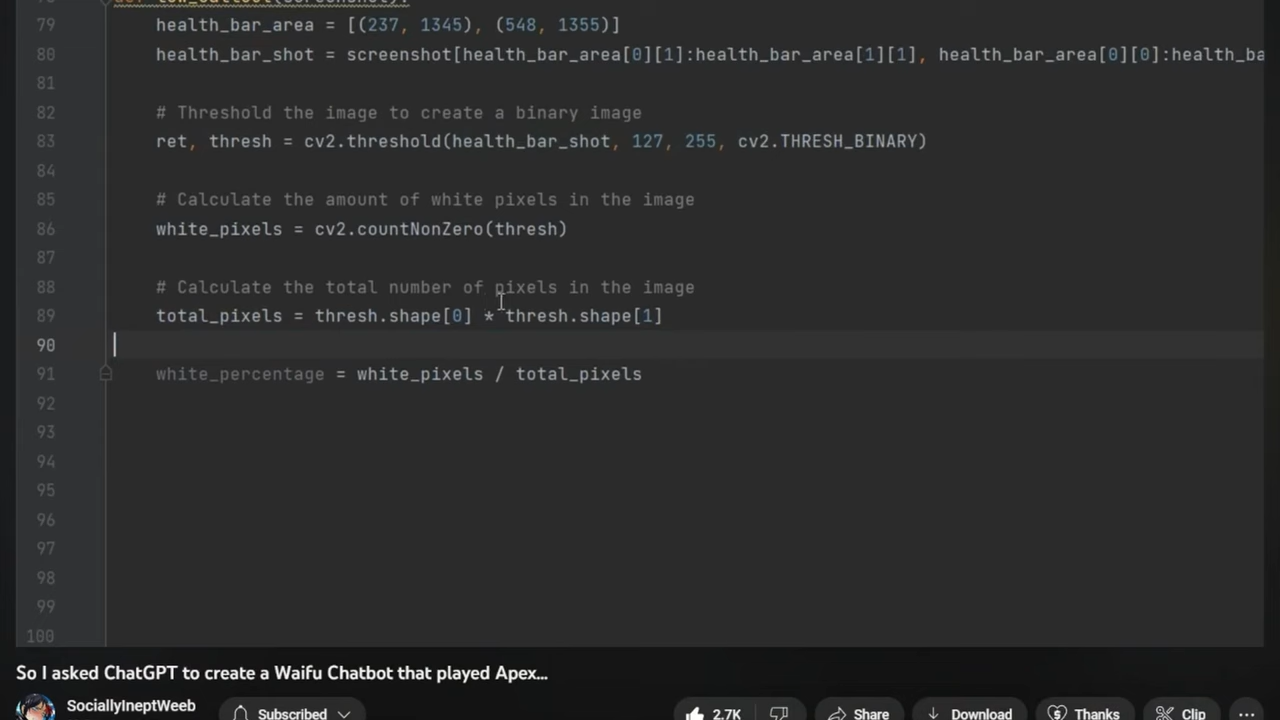 79 health_bar_area = [(237, 1345), (548, 1355)]
80 health_bar_shot = screenshot[health_bar_area[0][1]:health_bar_area[1][1], health_bar_area[0][0]:health_ba
81
82 # Threshold the image to create a binary image
83 ret, thresh = cv2.threshold(health_bar_shot, 127, 255, cv2.THRESH_BINARY)
84
85 # Calculate the amount of white pixels in the image
86 white_pixels = cv2.countNonZero(thresh)
87
88 # Calculate the total number of pixels in the image
89 total_pixels = thresh.shape[0] * thresh.shape[1]
90
91 white_percentage = white_pixels / total_pixels
92
93
94
95
96
97
98
99
100
So I asked ChatGPT to create a Waifu Chatbot that played Apex...
SociallyIneptWeeb
Subscribed 2.7K Share Download Thanks Clip ...